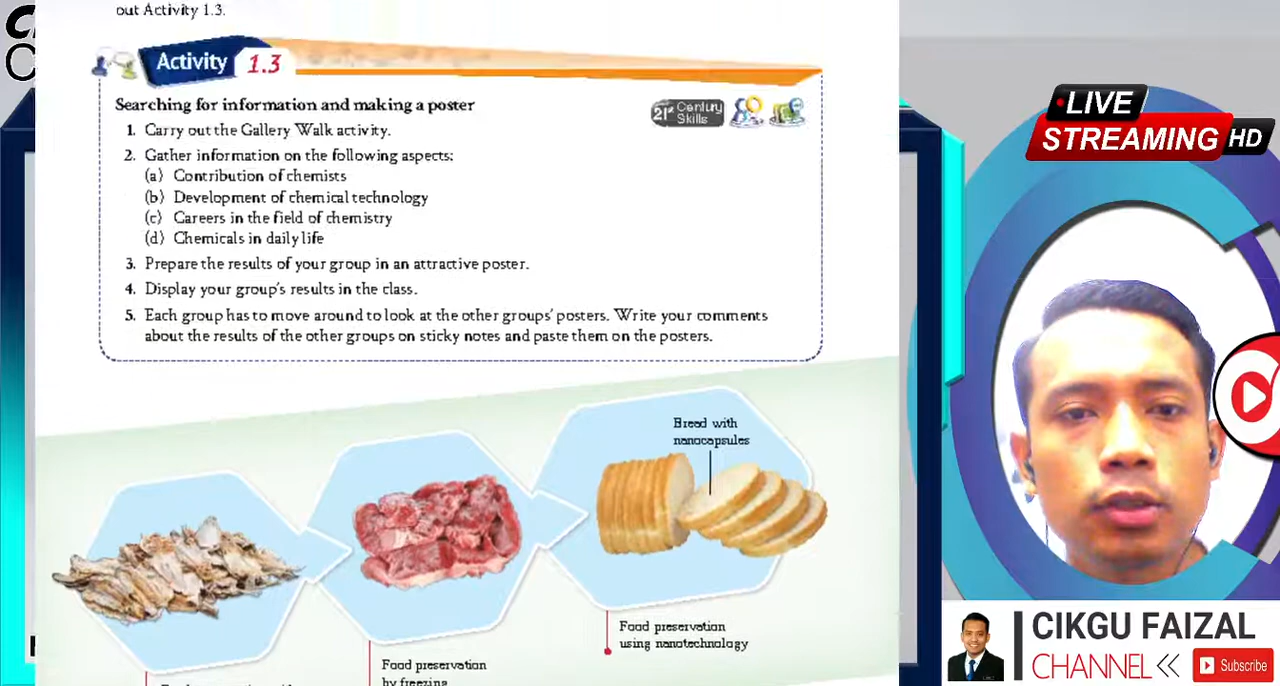 out Activity 1.3.
Activity 1.3
Searching for information and making a poster
21st Century
Skills
1. Carry out the Gallery Walk activity.
2. Gather information on the following aspects:
(a) Contribution of chemists
(b) Development of chemical technology
(c) Careers in the field of chemistry
(d) Chemicals in daily life
3. Prepare the results of your group in an attractive poster.
4. Display your group's results in the class.
5. Each group has to move around to look at the other groups' posters. Write your comments
about the results of the other groups on sticky notes and paste them on the posters.
Bread with
nanocapsules
Food preservation
using nanotechnology
Food preservation
by freezing
LIVE
STREAMING HD
CIKGU FAIZAL
CHANNEL <<
Subscribe